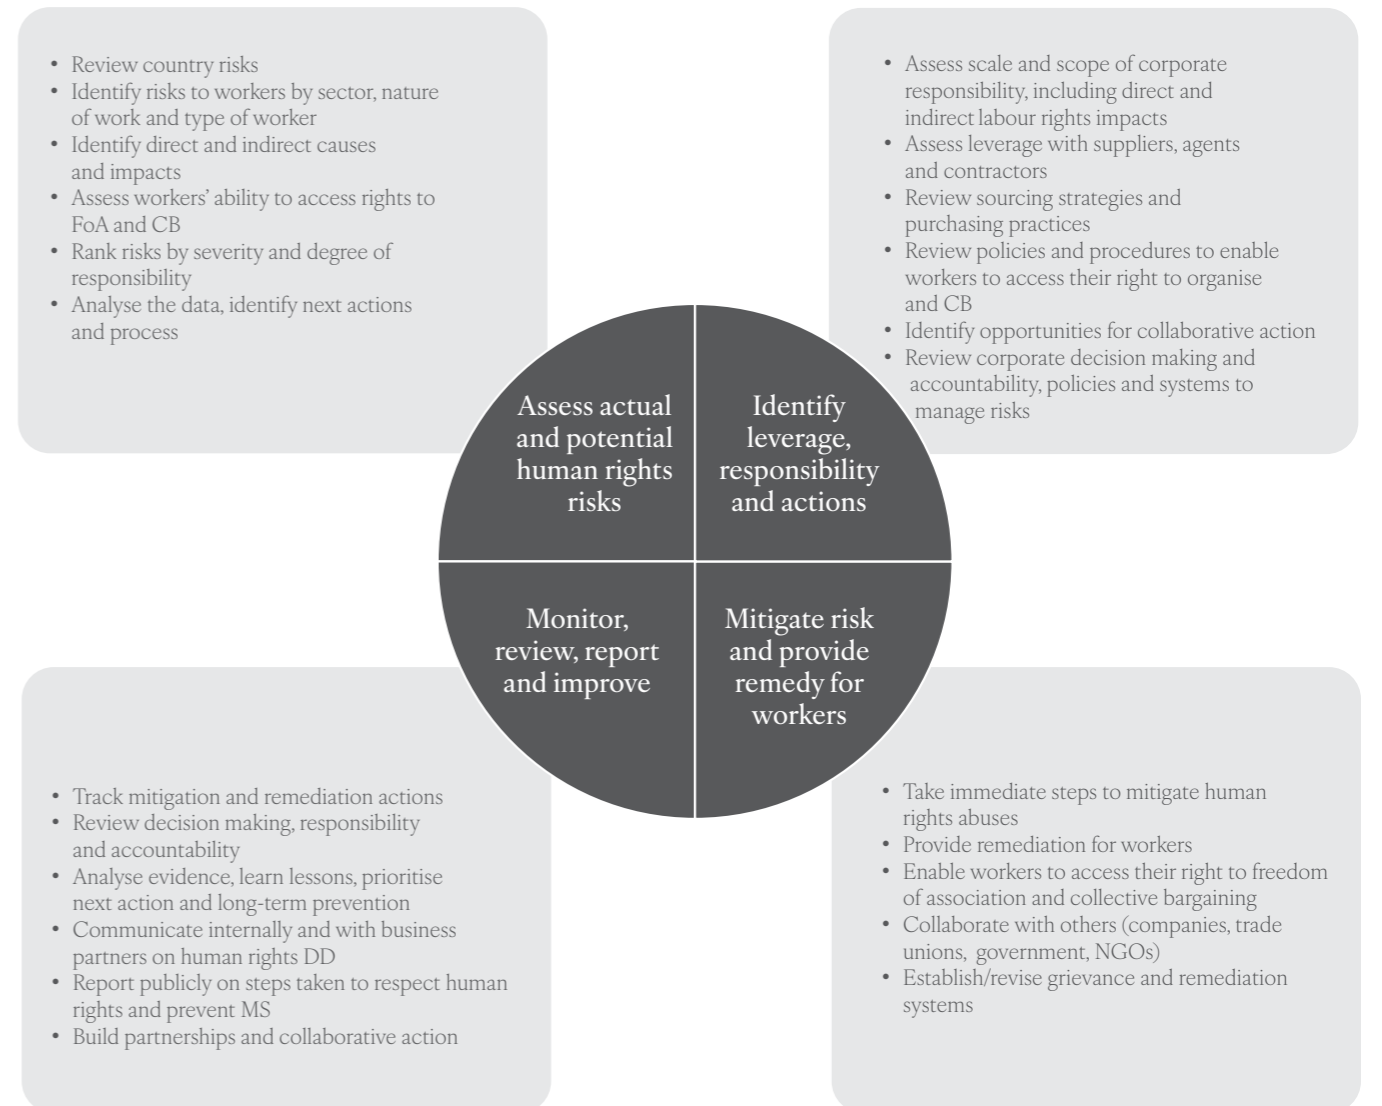 • Review country risks
• Identify risks to workers by sector, nature
of work and type of worker
• Identify direct and indirect causes
and impacts
• Assess workers’ ability to access rights to
FoA and CB
• Rank risks by severity and degree of
responsibility
• Analyse the data, identify next actions
and process
• Assess scale and scope of corporate
responsibility, including direct and
indirect labour rights impacts
• Assess leverage with suppliers, agents
and contractors
• Review sourcing strategies and
purchasing practices
• Review policies and procedures to enable
workers to access their right to organise
and CB
• Identify opportunities for collaborative action
• Review corporate decision making and
accountability, policies and systems to
manage risks
Assess actual
and potential
human rights
risks
Identify
leverage,
responsibility
and actions
Monitor,
review, report
and improve
Mitigate risk
and provide
remedy for
workers
• Track mitigation and remediation actions
• Review decision making, responsibility
and accountability
• Analyse evidence, learn lessons, prioritise
next action and long-term prevention
• Communicate internally and with business
partners on human rights DD
• Report publicly on steps taken to respect human
rights and prevent MS
• Build partnerships and collaborative action
• Take immediate steps to mitigate human
rights abuses
• Provide remediation for workers
• Enable workers to access their right to freedom
of association and collective bargaining
• Collaborate with others (companies, trade
unions, government, NGOs)
• Establish/revise grievance and remediation
systems